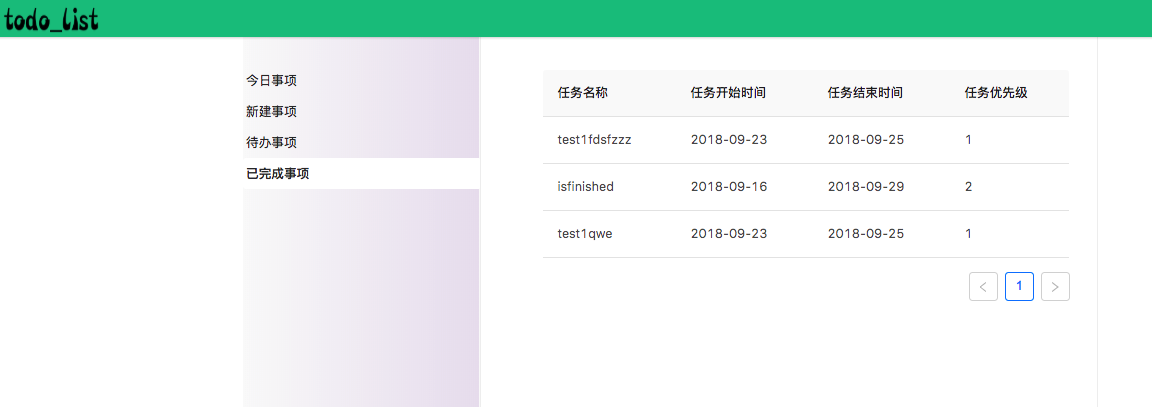 todo_list
今日事项
新建事项
待办事项
已完成事项
任务名称 任务开始时间 任务结束时间 任务优先级
test1fdsfzzz 2018-09-23 2018-09-25 1
isfinished 2018-09-16 2018-09-29 2
test1qwe 2018-09-23 2018-09-25 1
1